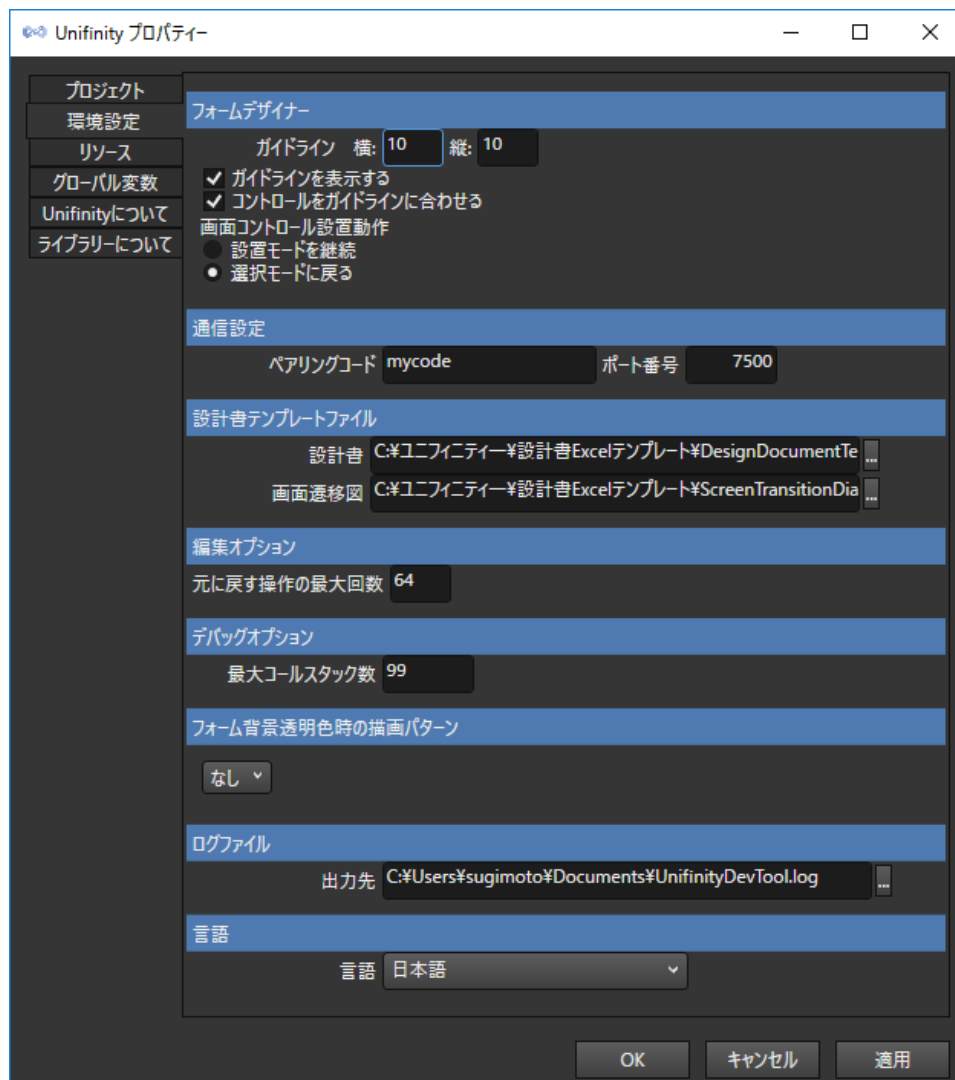 Unifinity プロパティー
プロジェクト
環境設定
リソース
グローバル変数
Unifinityについて
ライブラリーについて
フォームデザイナー
ガイドライン 横: 10 縦: 10
ガイドラインを表示する
コントロールをガイドラインに合わせる
画面コントロール設置動作
設置モードを継続
選択モードに戻る
通信設定
ペアリングコード mycode ポート番号 7500
設計書テンプレートファイル
設計書 C:¥ユニフィニティー¥設計書Excelテンプレート¥DesignDocumentTe ...
画面遷移図 C:¥ユニフィニティー¥設計書Excelテンプレート¥ScreenTransitionDia ...
編集オプション
元に戻す操作の最大回数 64
デバッグオプション
最大コールスタック数 99
フォーム背景透明色時の描画パターン
なし
ログファイル
出力先 C:¥Users¥sugimoto¥Documents¥UnifinityDevTool.log ...
言語
言語 日本語
OK キャンセル 適用